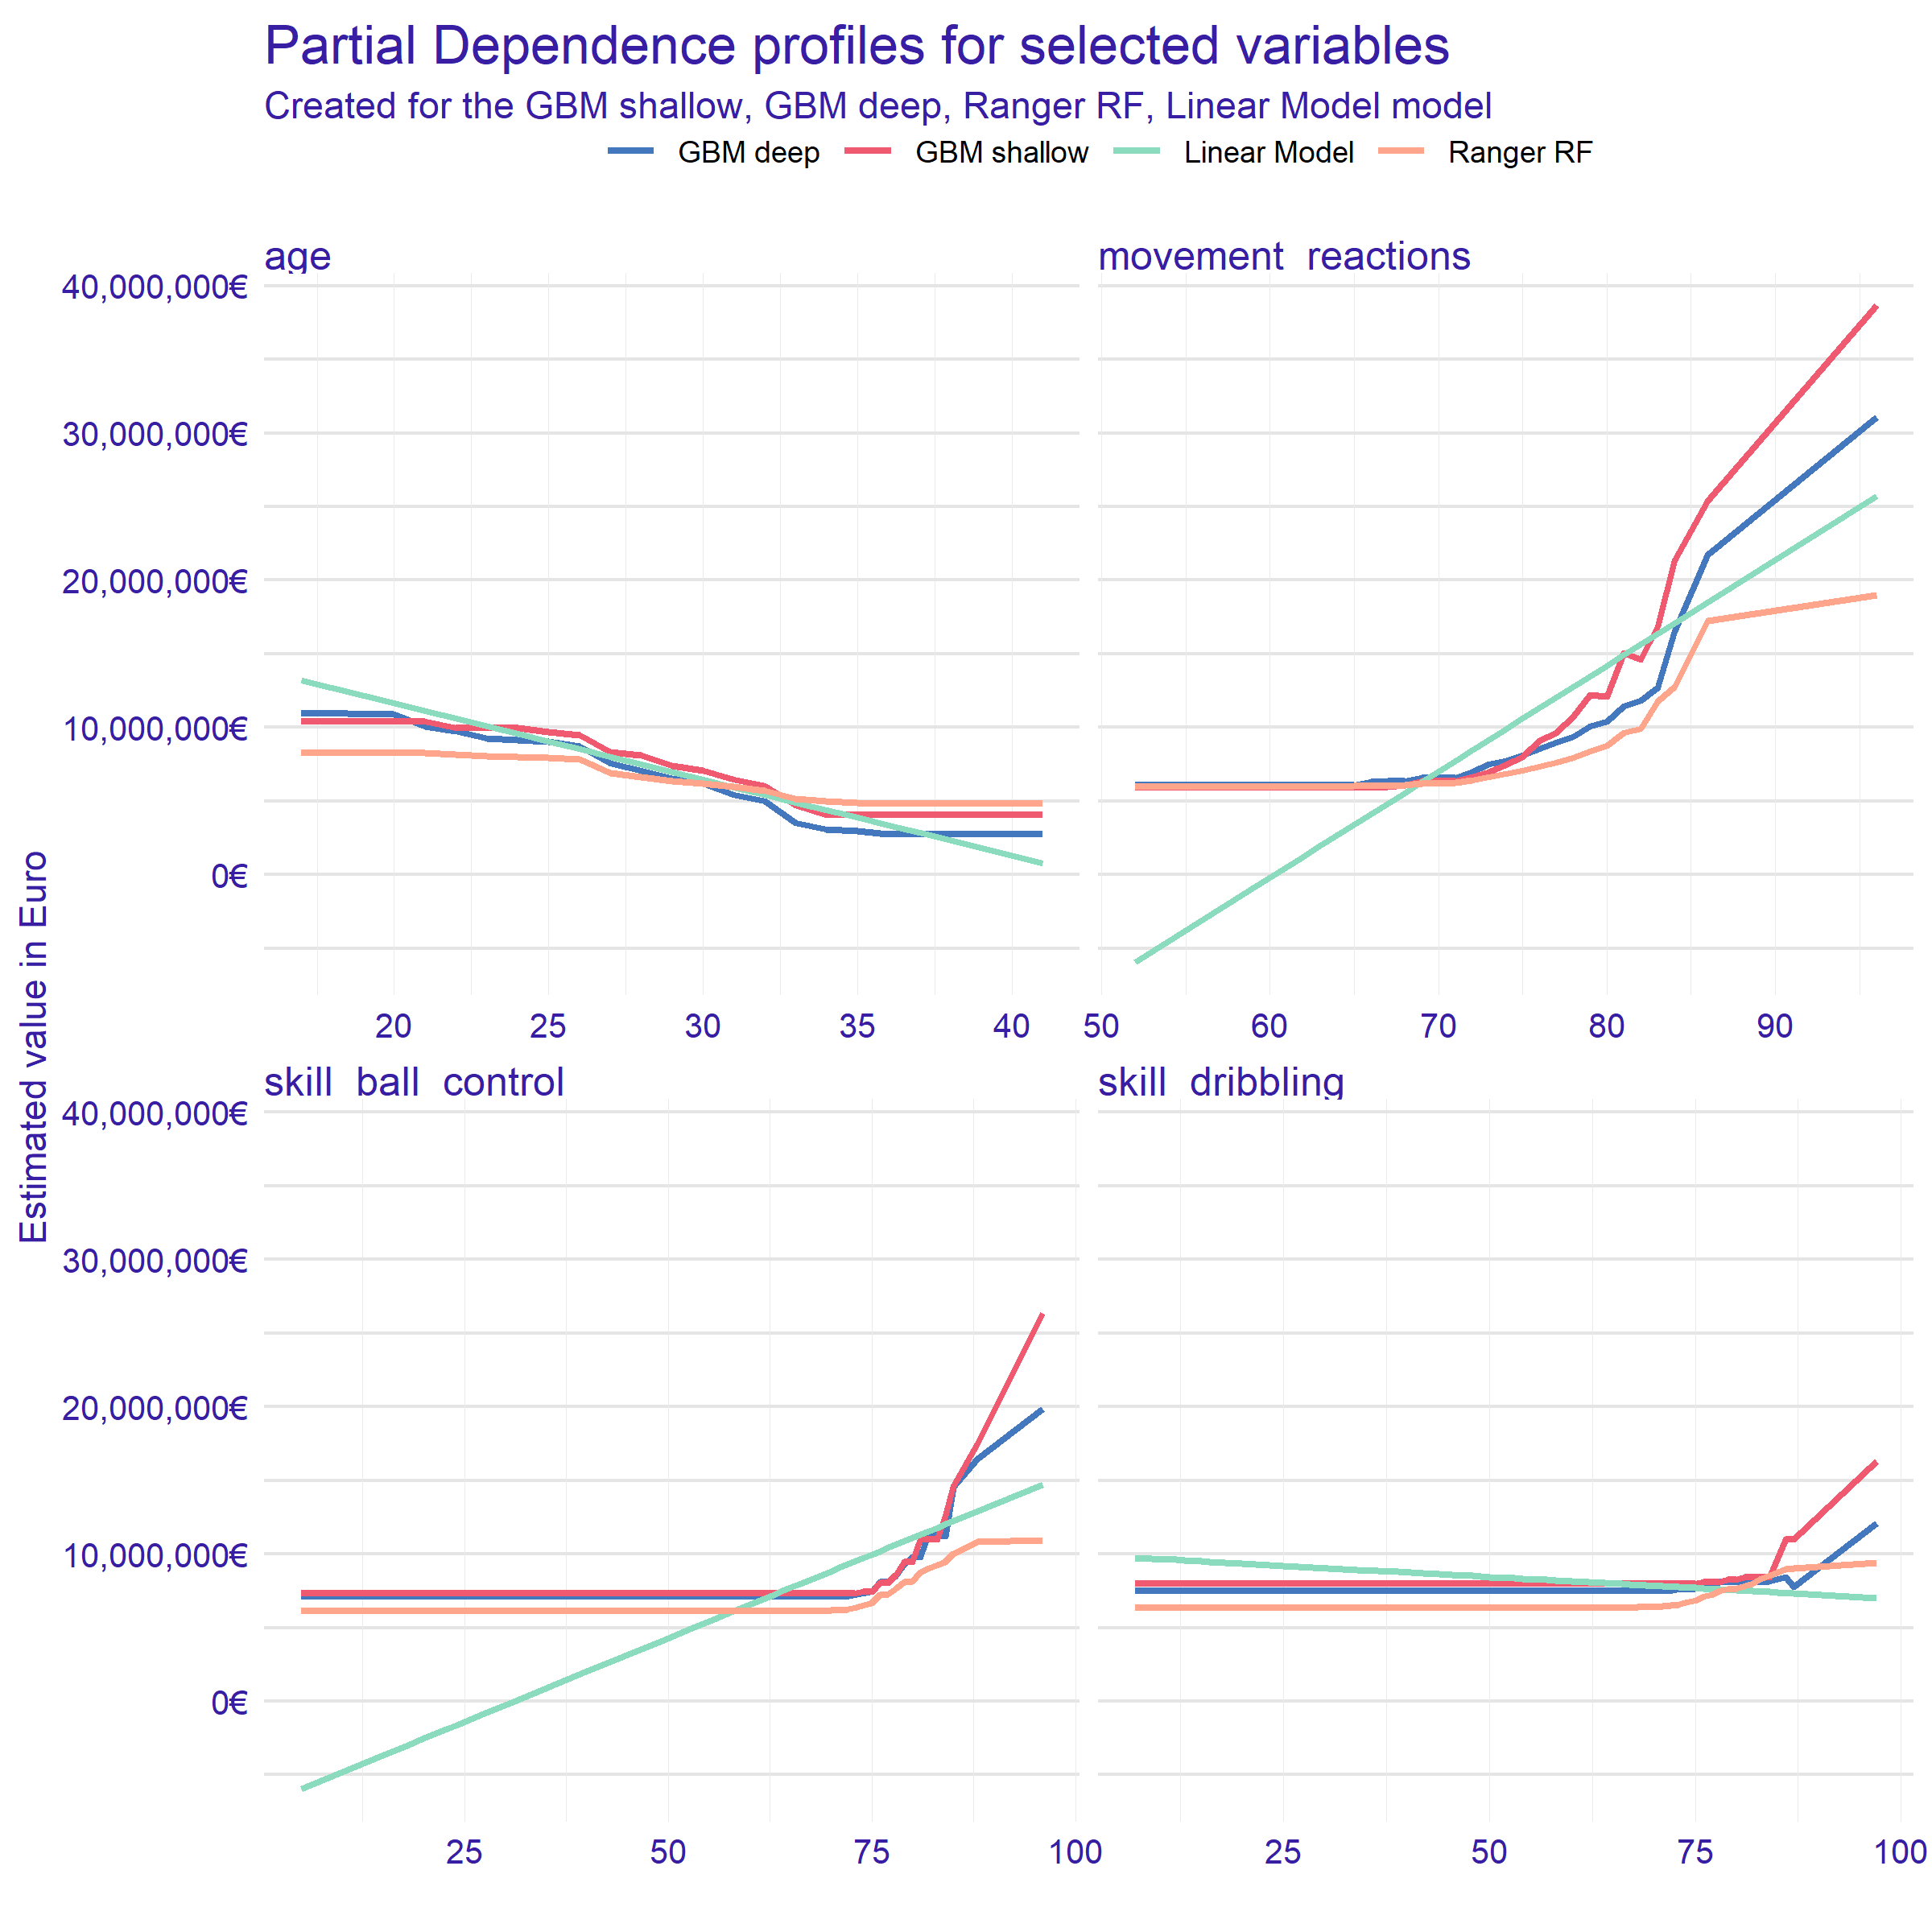 Partial Dependence profiles for selected variables
Created for the GBM shallow, GBM deep, Ranger RF, Linear Model model
GBM deep GBM shallow Linear Model Ranger RF
age movement reactions
40,000,000€
30,000,000€
20,000,000€
10,000,000€
0€
20 25 30 35 40 50 60 70 80 90
Estimated value in Euro
skill ball control skill dribbling
40,000,000€
30,000,000€
20,000,000€
10,000,000€
0€
25 50 75 100 25 50 75 100